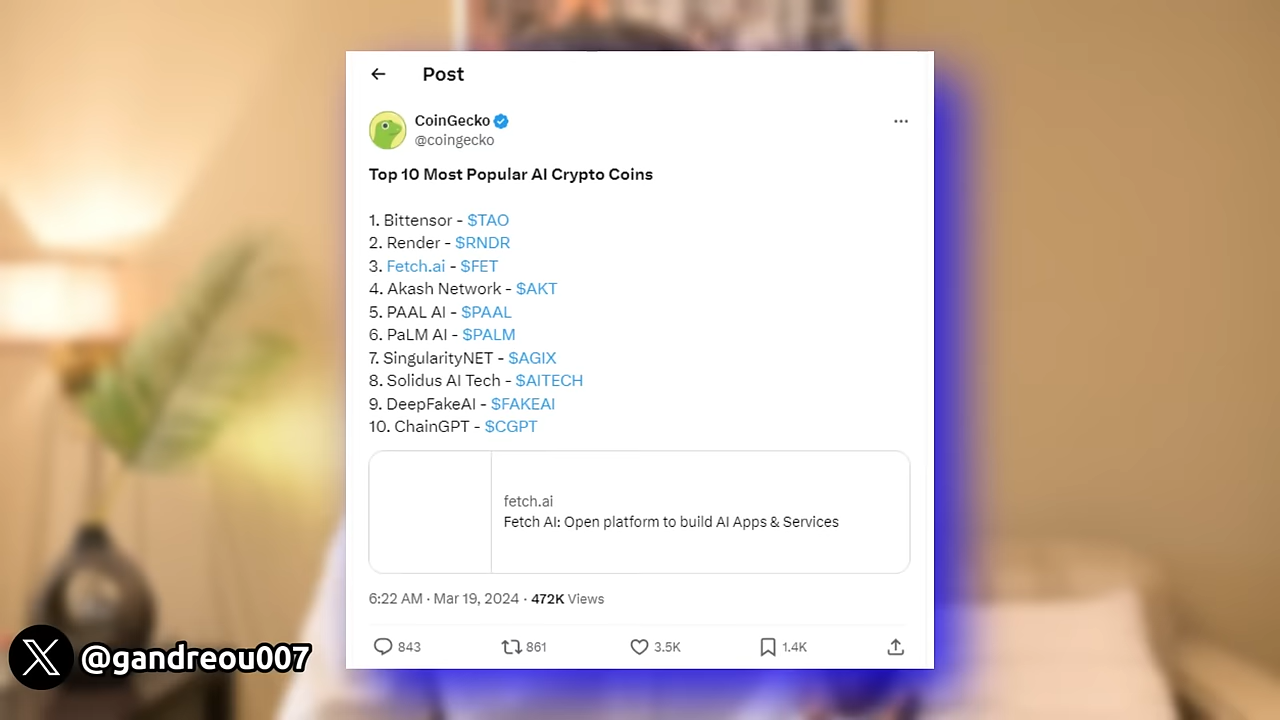 Post
CoinGecko
@coingecko
Top 10 Most Popular AI Crypto Coins
1. Bittensor - $TAO
2. Render - $RNDR
3. Fetch.ai - $FET
4. Akash Network - $AKT
5. PAAL AI - $PAAL
6. PaLM AI - $PALM
7. SingularityNET - $AGIX
8. Solidus AI Tech - $AITECH
9. DeepFakeAI - $FAKEAI
10. ChainGPT - $CGPT
fetch.ai
Fetch AI: Open platform to build AI Apps & Services
6:22 AM · Mar 19, 2024 · 472K Views
843 861 3.5K 1.4K
@gandreou007